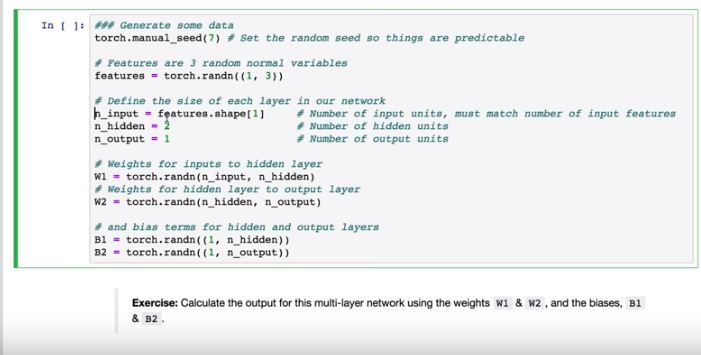 In [ ]: ### Generate some data
torch.manual_seed(7) # Set the random seed so things are predictable
# Features are 3 random normal variables
features = torch.randn((1, 3))
# Define the size of each layer in our network
n_input = features.shape[1]     # Number of input units, must match number of input features
n_hidden = 2                    # Number of hidden units
n_output = 1                    # Number of output units
# Weights for inputs to hidden layer
W1 = torch.randn(n_input, n_hidden)
# Weights for hidden layer to output layer
W2 = torch.randn(n_hidden, n_output)
# and bias terms for hidden and output layers
B1 = torch.randn((1, n_hidden))
B2 = torch.randn((1, n_output))
Exercise: Calculate the output for this multi-layer network using the weights W1 & W2 , and the biases, B1
& B2 .